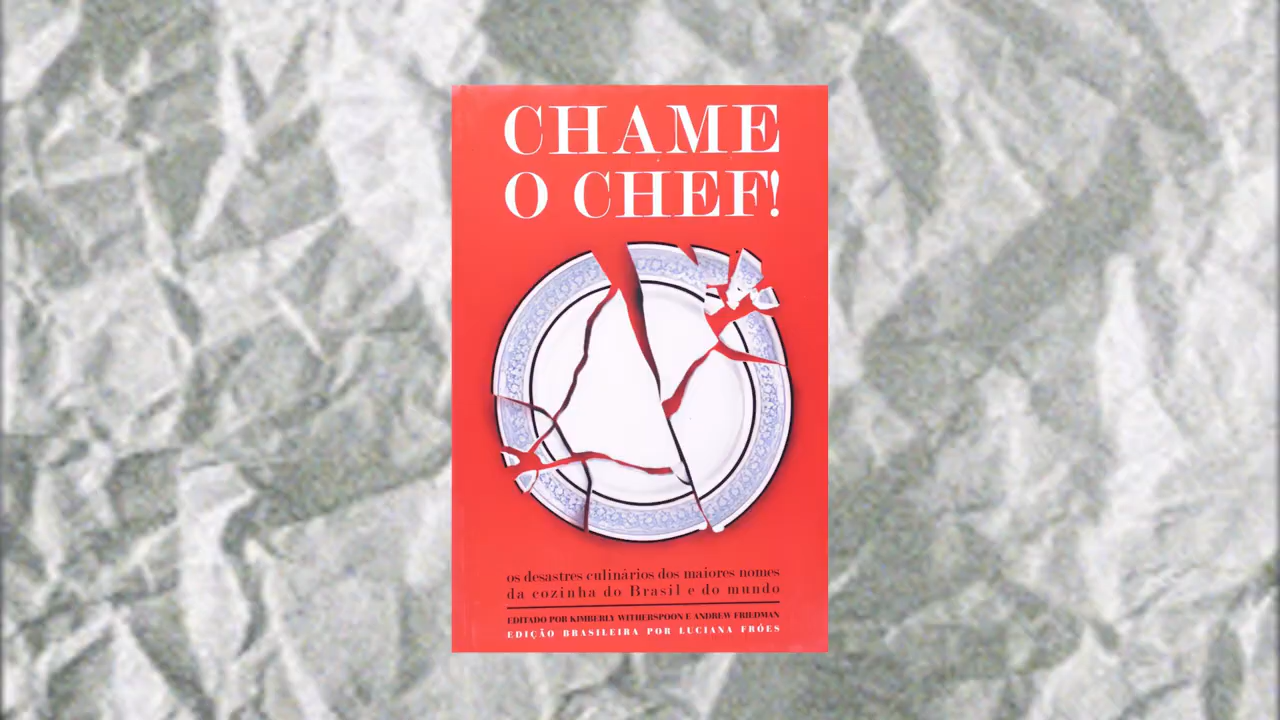 CHAME
O CHEF!
os desastres culinários dos maiores nomes
da cozinha do Brasil e do mundo
EDITADO POR KIMBERLY WITHERSPOON E ANDREW FRIEDMAN
EDIÇÃO BRASILEIRA POR LUCIANA FRÓES